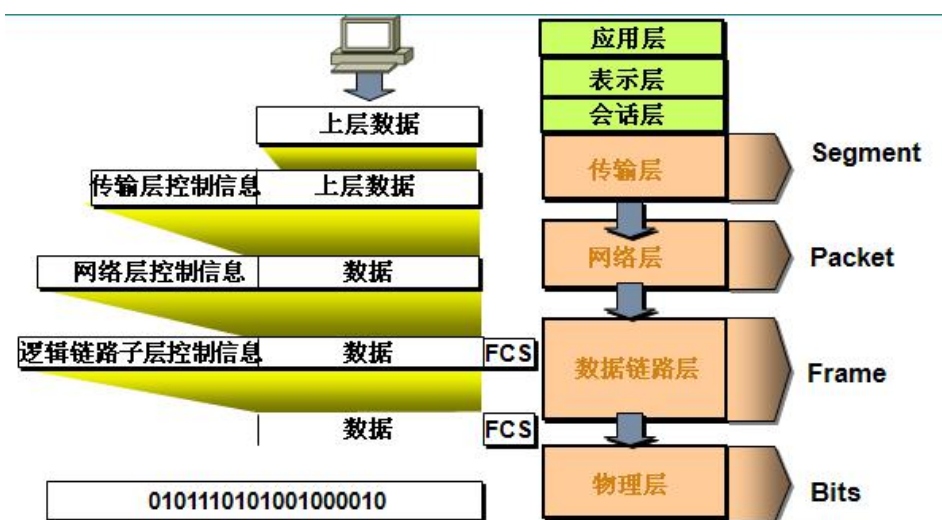 上层数据
传输层控制信息 上层数据
网络层控制信息 数据
逻辑链路子层控制信息 数据 FCS
数据 FCS
0101110101001000010
应用层
表示层
会话层
传输层 Segment
网络层 Packet
数据链路层 Frame
物理层 Bits